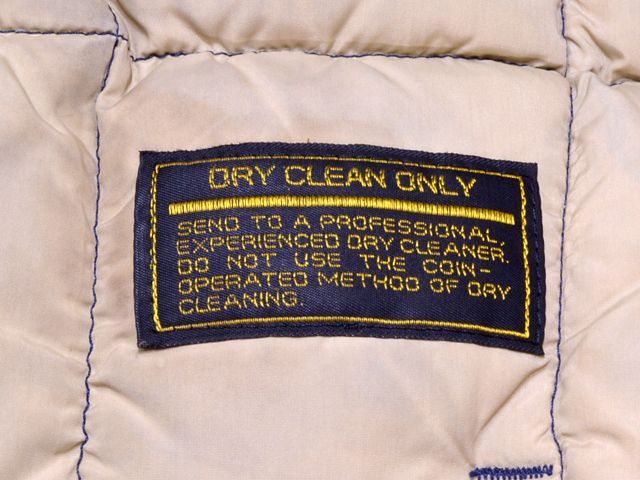 DRY CLEAN ONLY
SEND TO A PROFESSIONAL,
EXPERIENCED DRY CLEANER.
DO NOT USE THE COIN-
OPERATED METHOD OF DRY
CLEANING.